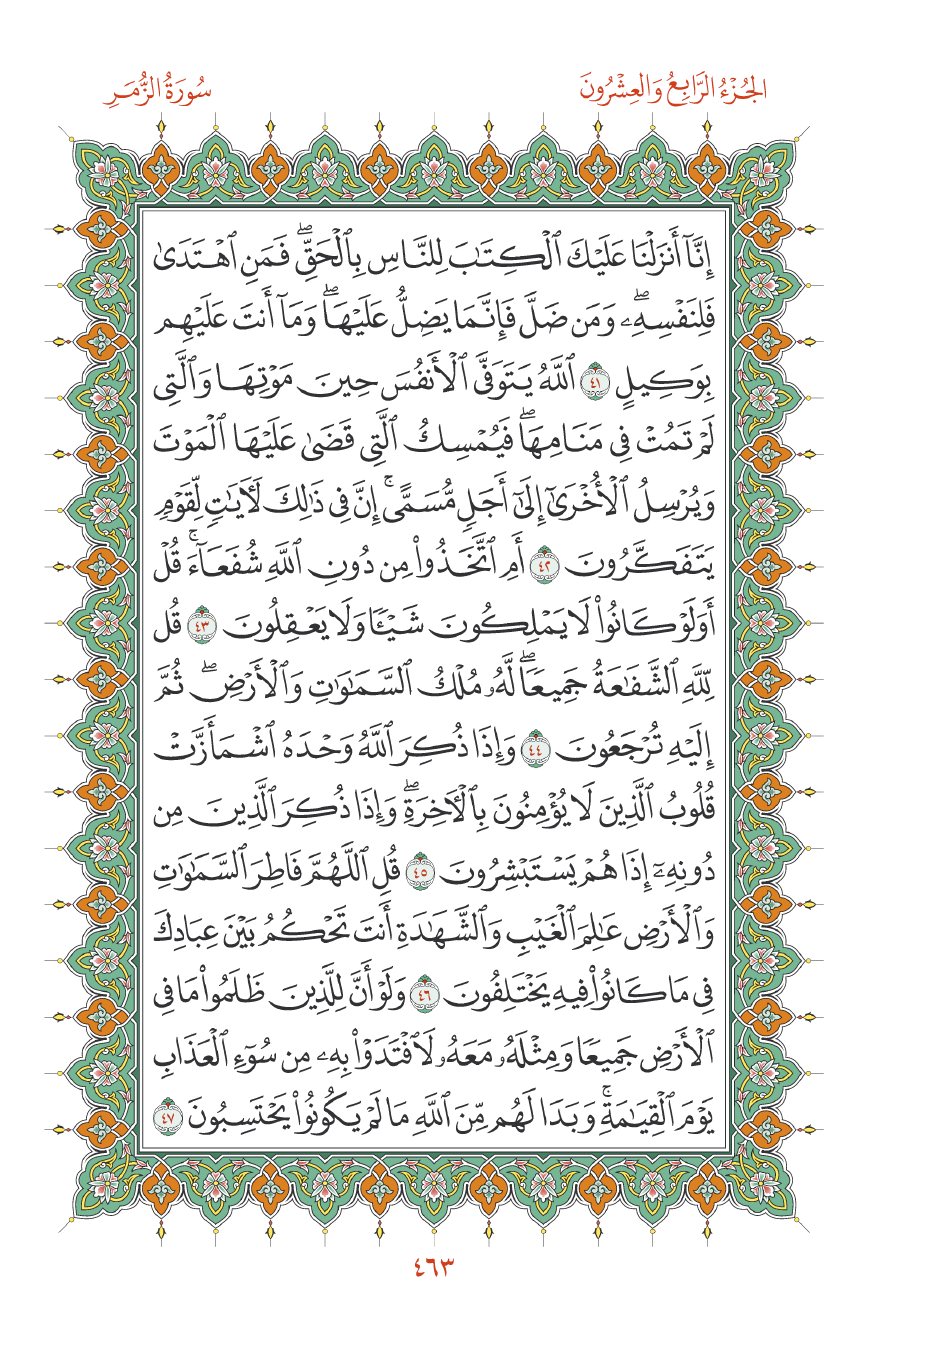 الجُزْءُ الرَّابِعُ وَالعِشْرُونَ
سُورَةُ الزُّمَرِ
إِنَّآ أَنزَلْنَا عَلَيْكَ ٱلْكِتَٰبَ لِلنَّاسِ بِٱلْحَقِّۖ فَمَنِ ٱهْتَدَىٰ
فَلِنَفْسِهِۦۖ وَمَن ضَلَّ فَإِنَّمَا يَضِلُّ عَلَيْهَاۖ وَمَآ أَنتَ عَلَيْهِم
بِوَكِيلٍ ٤١ ٱللَّهُ يَتَوَفَّى ٱلْأَنفُسَ حِينَ مَوْتِهَا وَٱلَّتِى
لَمْ تَمُتْ فِى مَنَامِهَاۖ فَيُمْسِكُ ٱلَّتِى قَضَىٰ عَلَيْهَا ٱلْمَوْتَ
وَيُرْسِلُ ٱلْأُخْرَىٰٓ إِلَىٰٓ أَجَلٍ مُّسَمًّىۚ إِنَّ فِى ذَٰلِكَ لَـَٔايَٰتٍ لِّقَوْمٍ
يَتَفَكَّرُونَ ٤٢ أَمِ ٱتَّخَذُوا۟ مِن دُونِ ٱللَّهِ شُفَعَآءَۚ قُلْ
أَوَلَوْ كَانُوا۟ لَا يَمْلِكُونَ شَيْـًٔا وَلَا يَعْقِلُونَ ٤٣ قُل
لِّلَّهِ ٱلشَّفَٰعَةُ جَمِيعًاۖ لَّهُۥ مُلْكُ ٱلسَّمَٰوَٰتِ وَٱلْأَرْضِۖ ثُمَّ
إِلَيْهِ تُرْجَعُونَ ٤٤ وَإِذَا ذُكِرَ ٱللَّهُ وَحْدَهُ ٱشْمَأَزَّتْ
قُلُوبُ ٱلَّذِينَ لَا يُؤْمِنُونَ بِٱلْـَٔاخِرَةِۖ وَإِذَا ذُكِرَ ٱلَّذِينَ مِن
دُونِهِۦٓ إِذَا هُمْ يَسْتَبْشِرُونَ ٤٥ قُلِ ٱللَّهُمَّ فَاطِرَ ٱلسَّمَٰوَٰتِ
وَٱلْأَرْضِ عَٰلِمَ ٱلْغَيْبِ وَٱلشَّهَٰدَةِ أَنتَ تَحْكُمُ بَيْنَ عِبَادِكَ
فِى مَا كَانُوا۟ فِيهِ يَخْتَلِفُونَ ٤٦ وَلَوْ أَنَّ لِلَّذِينَ ظَلَمُوا۟ مَا فِى
ٱلْأَرْضِ جَمِيعًا وَمِثْلَهُۥ مَعَهُۥ لَٱفْتَدَوْا۟ بِهِۦ مِن سُوٓءِ ٱلْعَذَابِ
يَوْمَ ٱلْقِيَٰمَةِۚ وَبَدَا لَهُم مِّنَ ٱللَّهِ مَا لَمْ يَكُونُوا۟ يَحْتَسِبُونَ ٤٧
٤٦٣